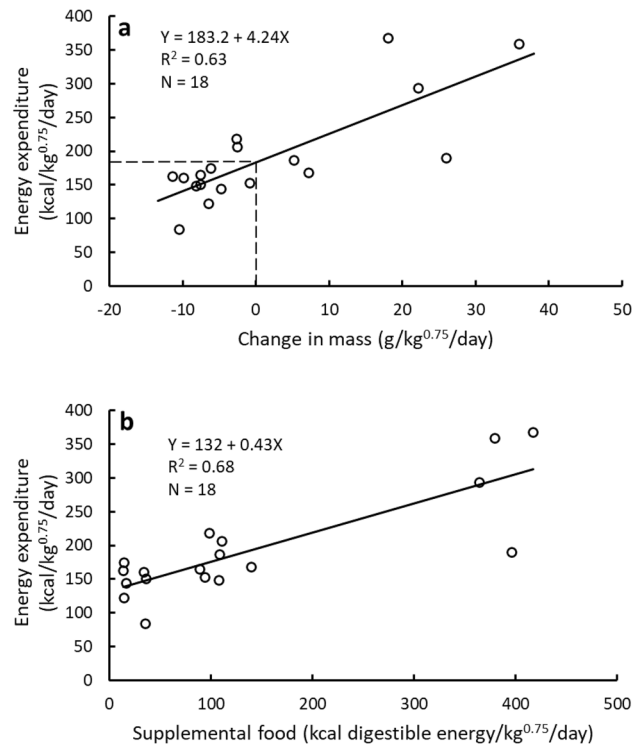 a
Y = 183.2 + 4.24X
R² = 0.63
N = 18
Energy expenditure
(kcal/kg⁰·⁷⁵/day)
400
350
300
250
200
150
100
50
0
-20 -10 0 10 20 30 40 50
Change in mass (g/kg⁰·⁷⁵/day)
b
Y = 132 + 0.43X
R² = 0.68
N = 18
Energy expenditure
(kcal/kg⁰·⁷⁵/day)
400
350
300
250
200
150
100
50
0
0 100 200 300 400 500
Supplemental food (kcal digestible energy/kg⁰·⁷⁵/day)